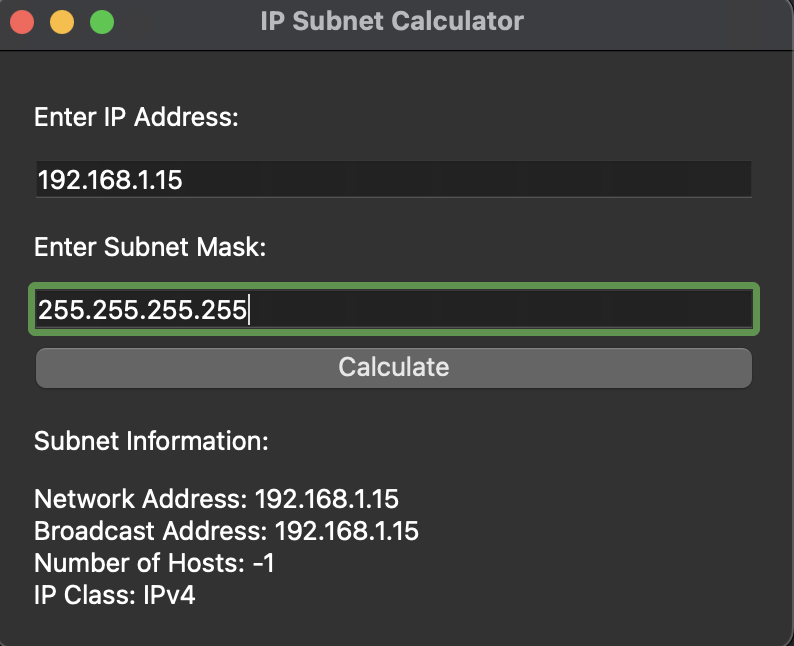 IP Subnet Calculator
Enter IP Address:
192.168.1.15
Enter Subnet Mask:
255.255.255.255
Calculate
Subnet Information:
Network Address: 192.168.1.15
Broadcast Address: 192.168.1.15
Number of Hosts: -1
IP Class: IPv4